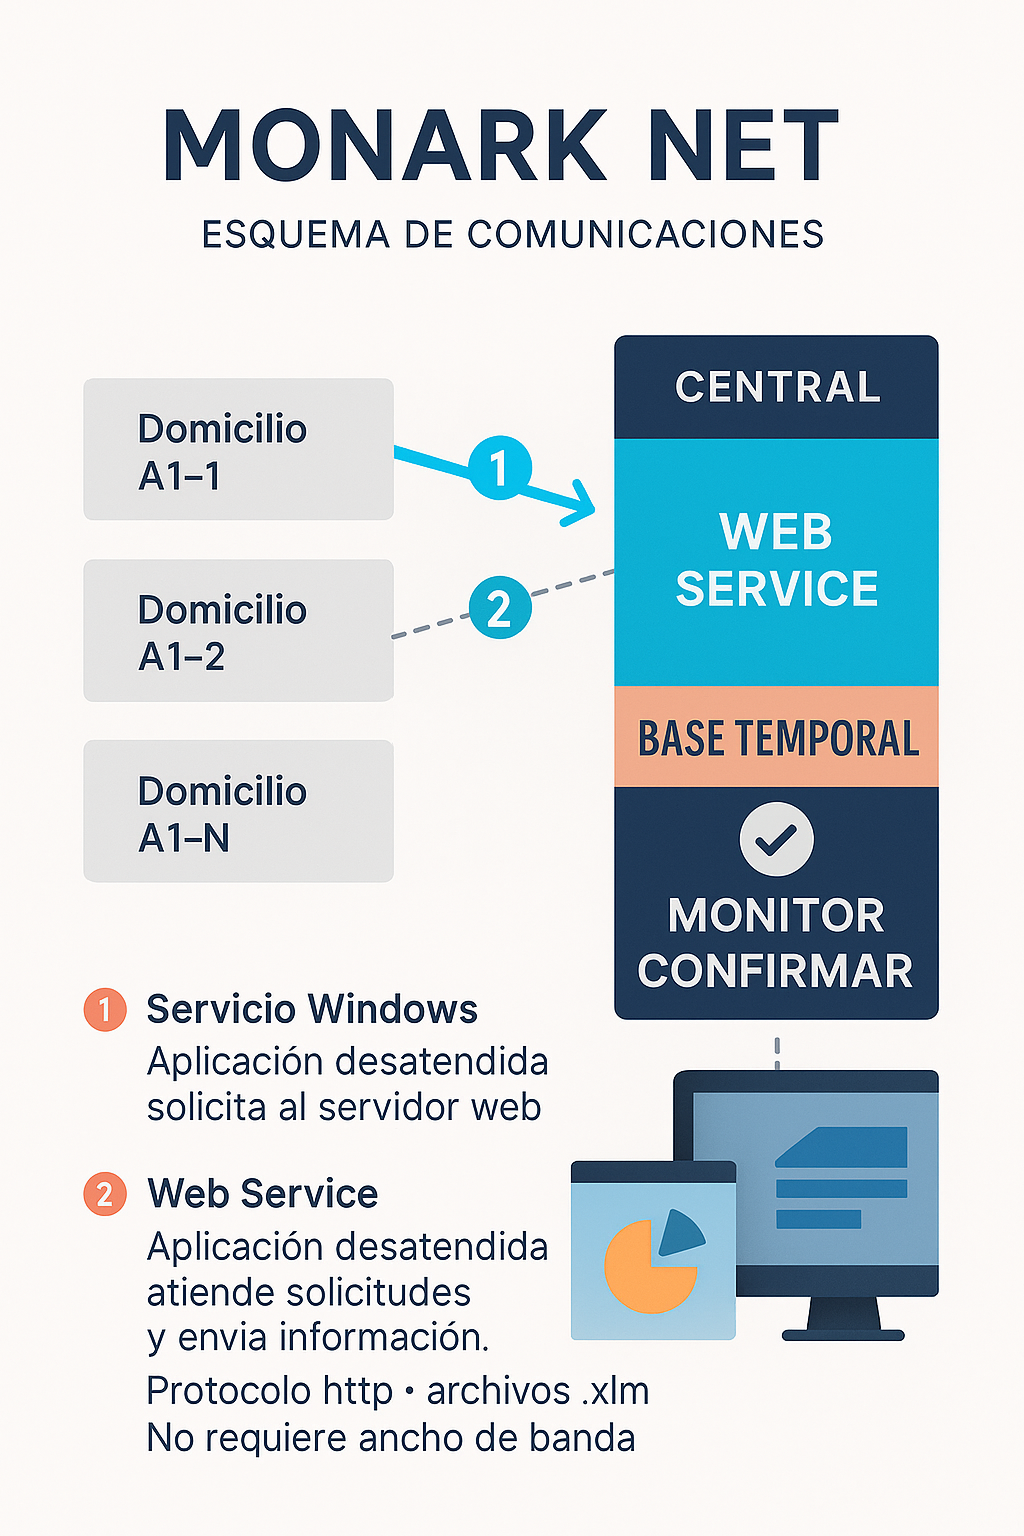 MONARK NET
ESQUEMA DE COMUNICACIONES
Domicilio
A1–1
Domicilio
A1–2
Domicilio
A1–N
1
2
CENTRAL
WEB
SERVICE
BASE TEMPORAL
MONITOR
CONFIRMAR
1 Servicio Windows
Aplicación desatendida
solicita al servidor web
2 Web Service
Aplicación desatendida
atiende solicitudes
y envia información.
Protocolo http • archivos .xlm
No requiere ancho de banda